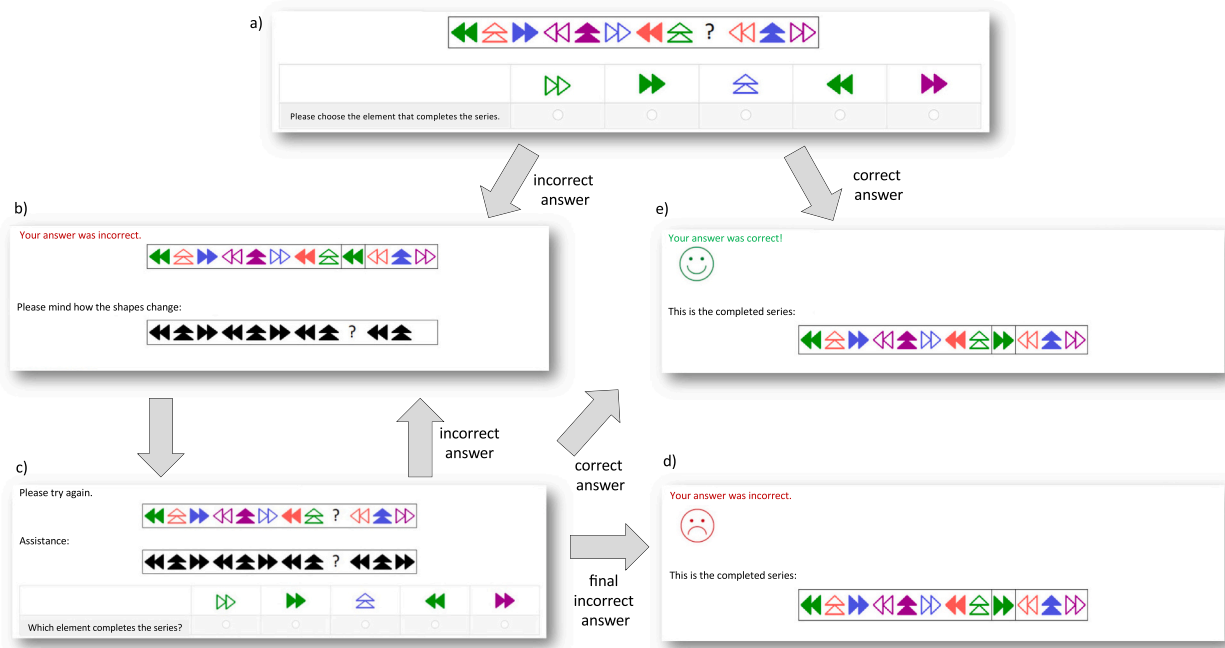 a)
?
Please choose the element that completes the series.
incorrect
answer
correct
answer
b)
Your answer was incorrect.
Please mind how the shapes change:
?
e)
Your answer was correct!
This is the completed series:
incorrect
answer
correct
answer
c)
Please try again.
?
Assistance:
?
Which element completes the series?
final
incorrect
answer
d)
Your answer was incorrect.
This is the completed series: